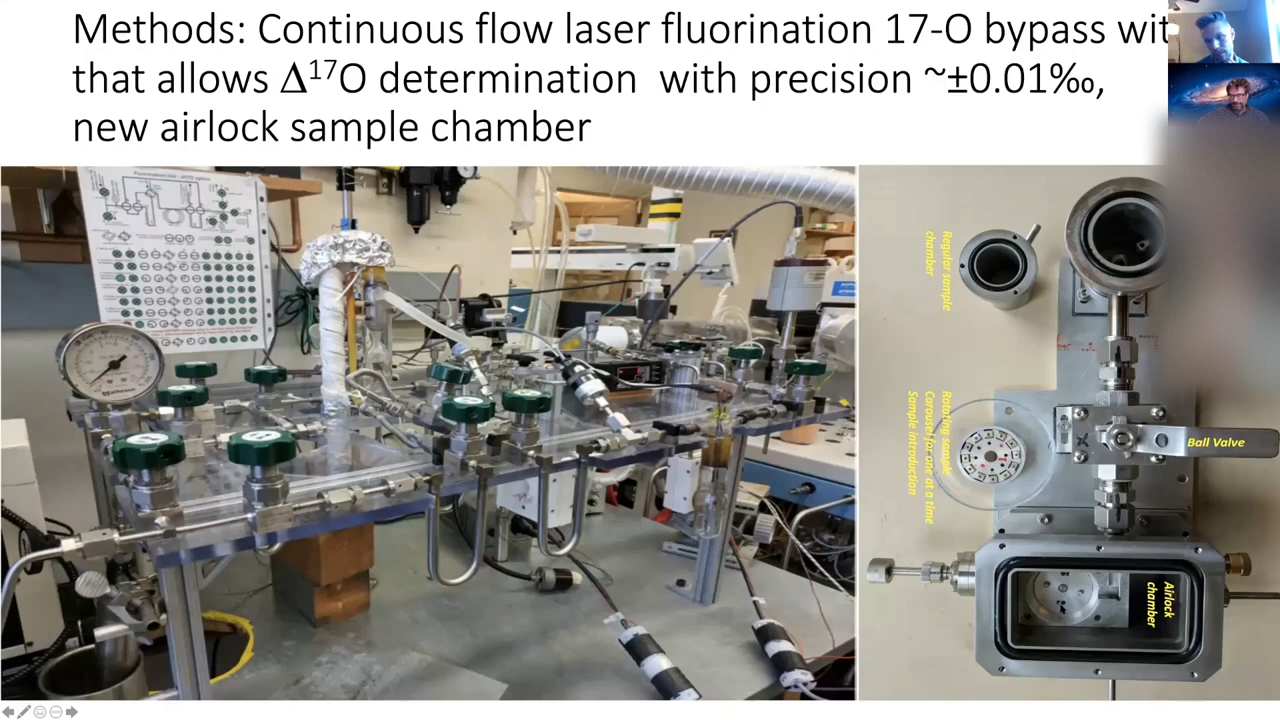 Methods: Continuous flow laser fluorination 17-O bypass wit
that allows Δ¹⁷O determination with precision ~±0.01‰,
new airlock sample chamber
Regular sample
chamber
Rotating sample
Carousel for one at a time
Sample introduction
Ball Valve
Airlock
chamber